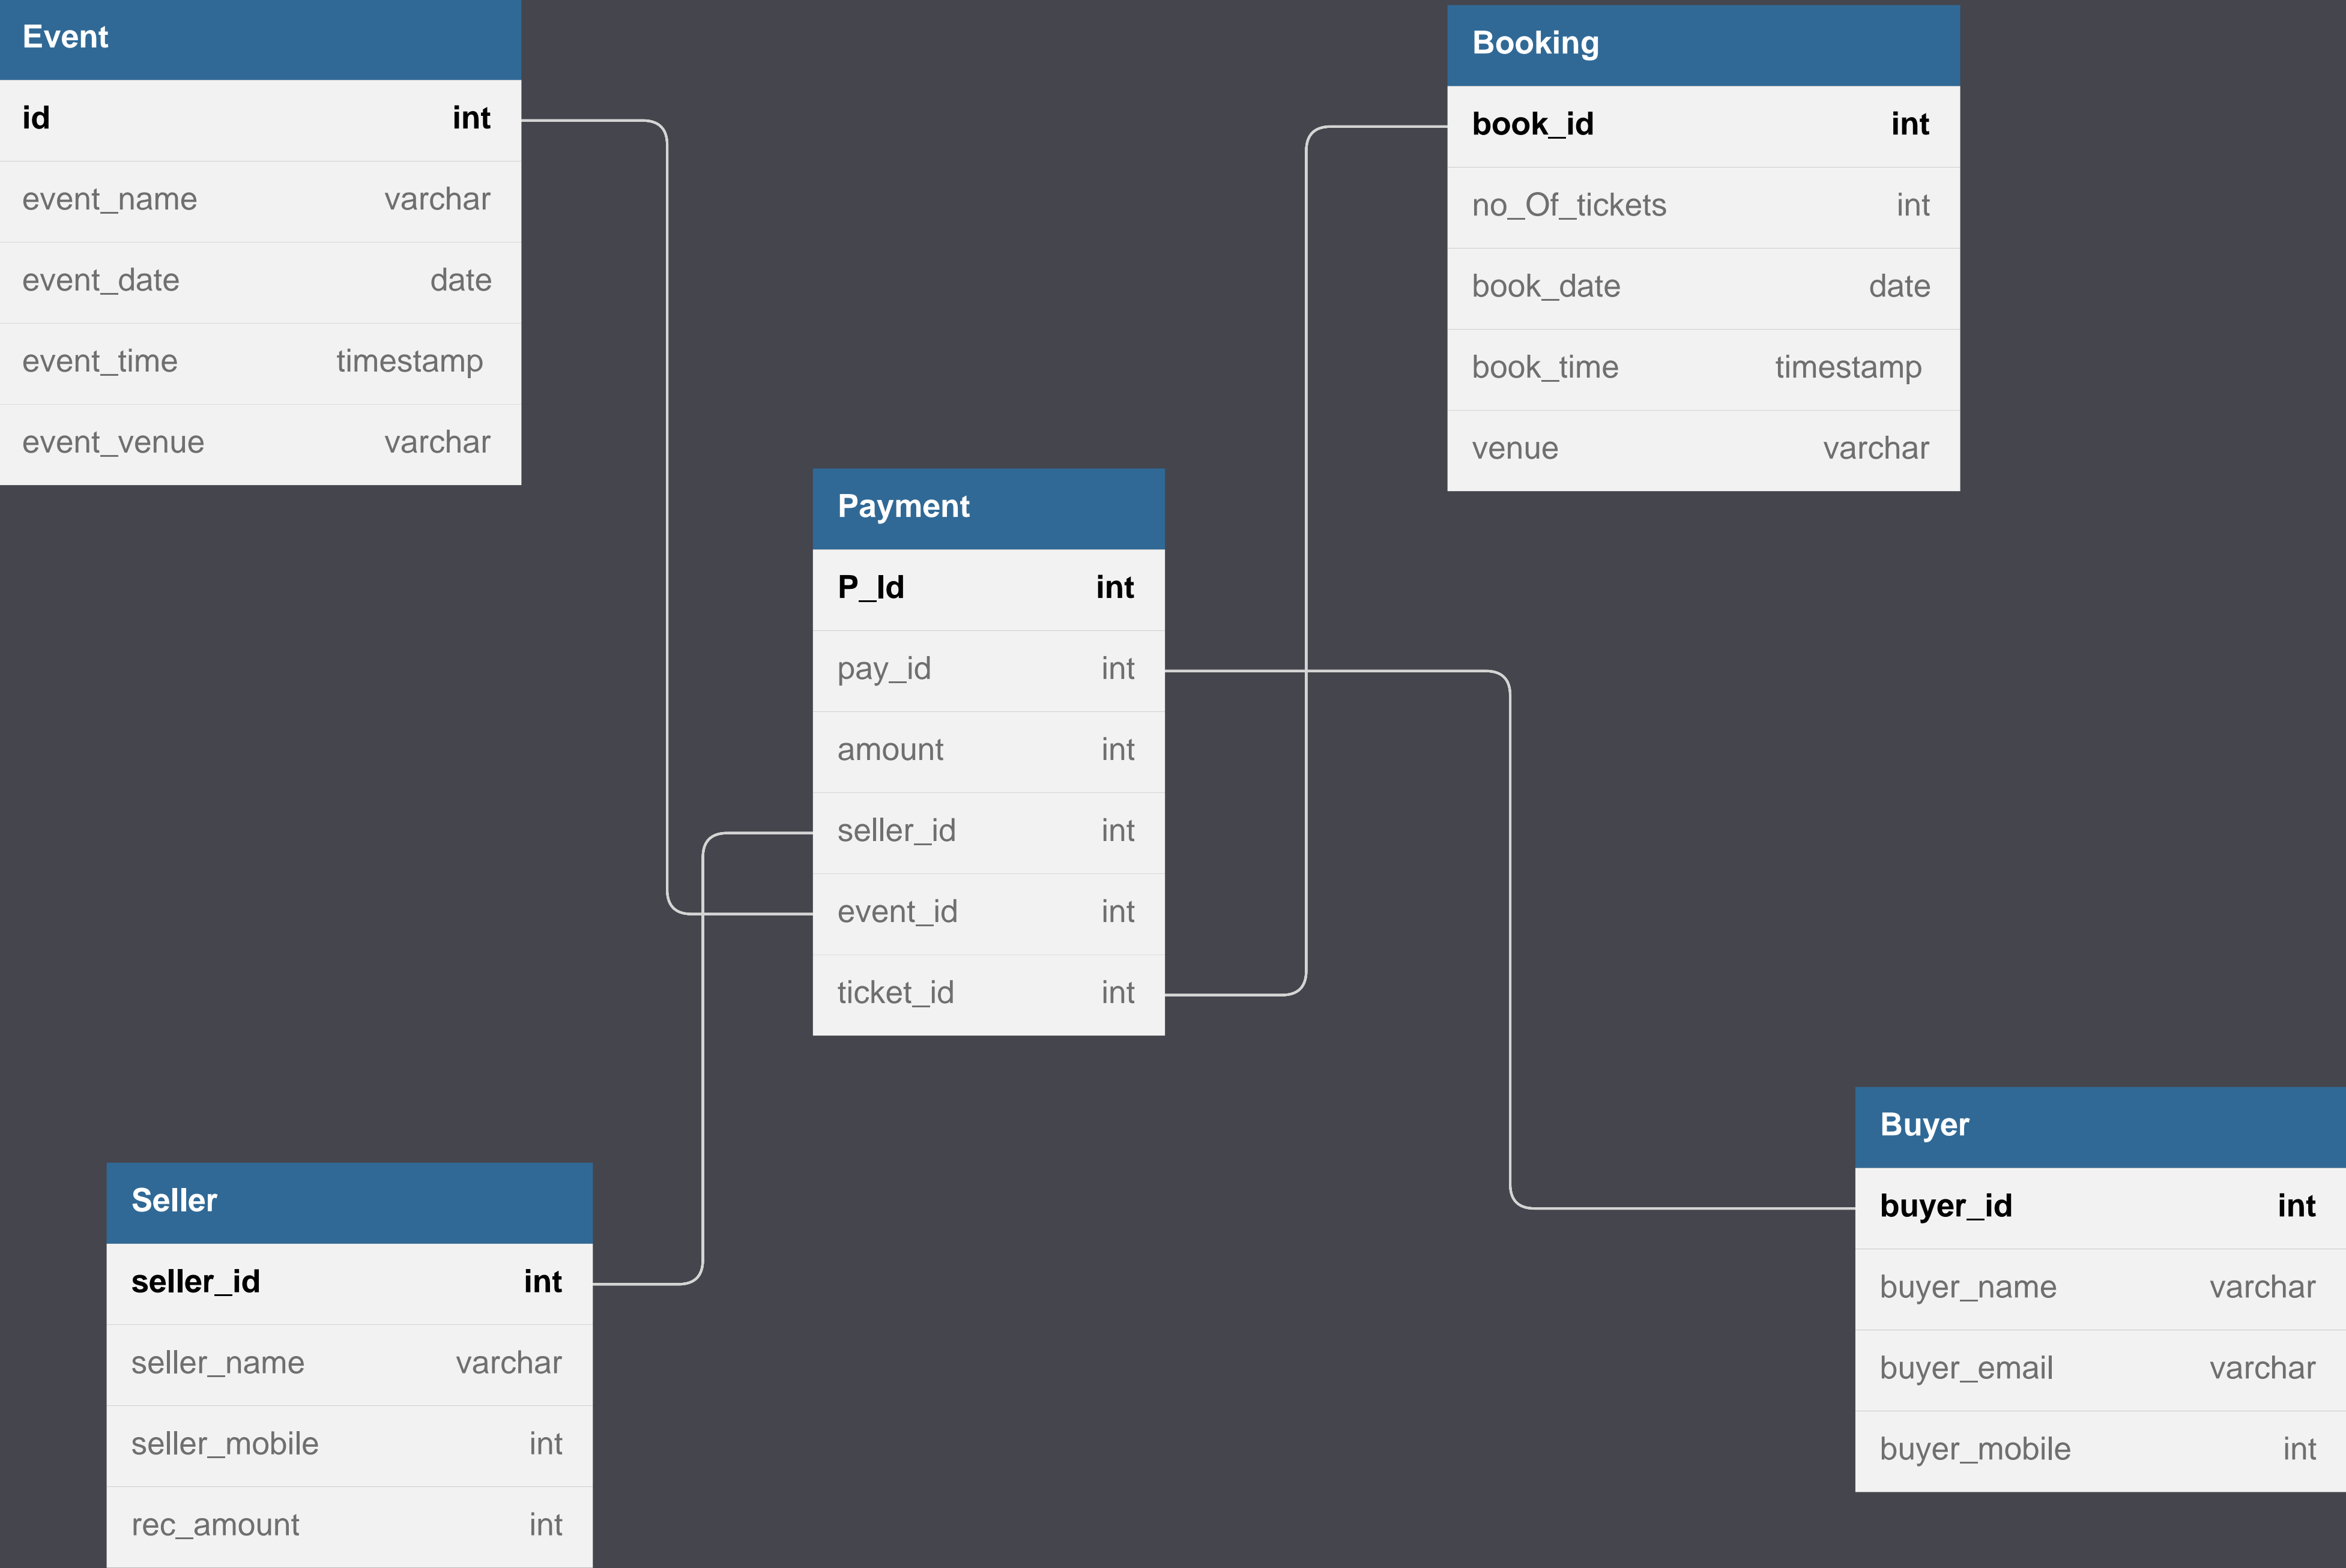 Event
id int
event_name varchar
event_date date
event_time timestamp
event_venue varchar
Booking
book_id int
no_Of_tickets int
book_date date
book_time timestamp
venue varchar
Payment
P_Id int
pay_id int
amount int
seller_id int
event_id int
ticket_id int
Seller
seller_id int
seller_name varchar
seller_mobile int
rec_amount int
Buyer
buyer_id int
buyer_name varchar
buyer_email varchar
buyer_mobile int